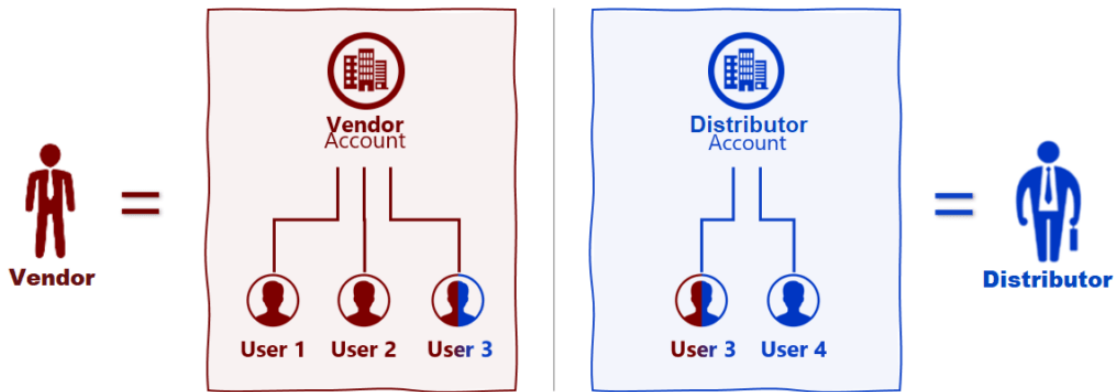 Vendor
Account
Distributor
Account
Vendor
Distributor
User 1
User 2
User 3
User 3
User 4